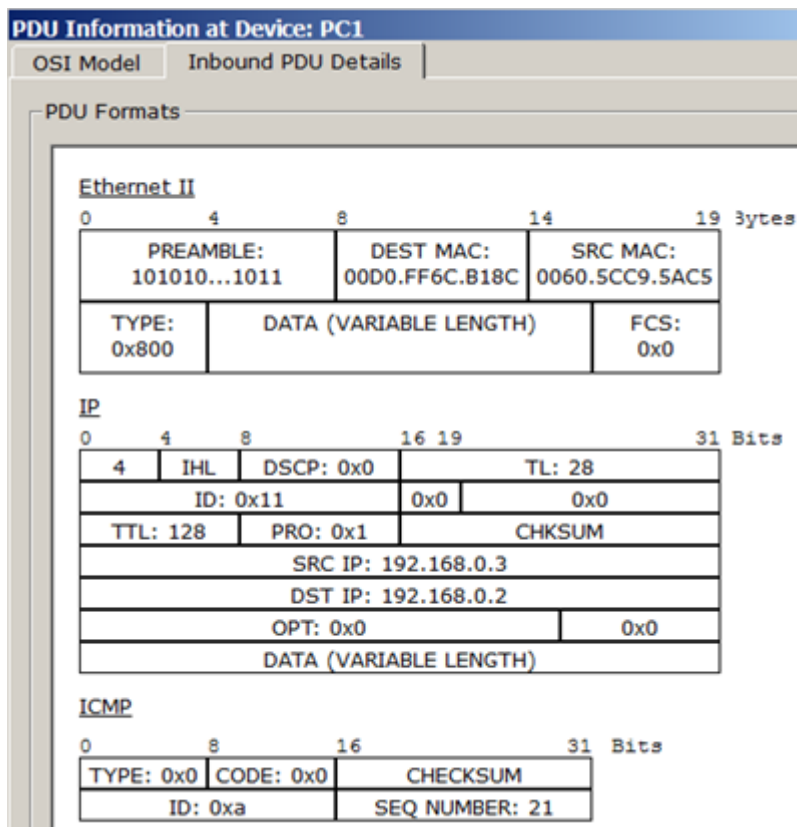 PDU Information at Device: PC1
OSI Model Inbound PDU Details
PDU Formats
Ethernet II
0 4 8 14 19 Bytes
PREAMBLE: DEST MAC: SRC MAC:
101010...1011 00D0.FF6C.B18C 0060.5CC9.5AC5
TYPE: DATA (VARIABLE LENGTH) FCS:
0x800 0x0
IP
0 4 8 16 19 31 Bits
4 IHL DSCP: 0x0 TL: 28
ID: 0x11 0x0 0x0
TTL: 128 PRO: 0x1 CHKSUM
SRC IP: 192.168.0.3
DST IP: 192.168.0.2
OPT: 0x0 0x0
DATA (VARIABLE LENGTH)
ICMP
0 8 16 31 Bits
TYPE: 0x0 CODE: 0x0 CHECKSUM
ID: 0xa SEQ NUMBER: 21